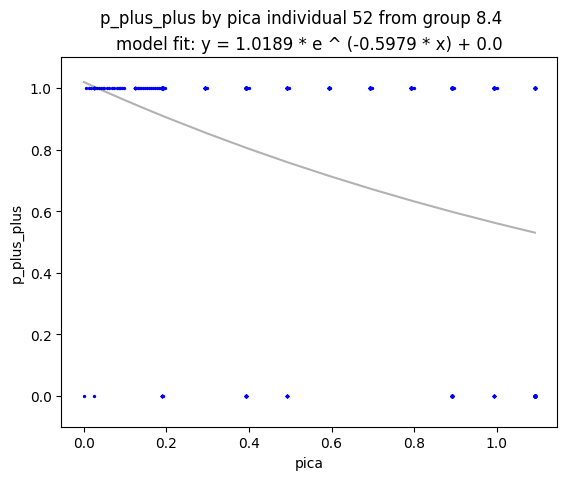 p_plus_plus by pica individual 52 from group 8.4
model fit: y = 1.0189 * e ^ (-0.5979 * x) + 0.0
1.0
0.8
0.6
0.4
0.2
0.0
p_plus_plus
0.0 0.2 0.4 0.6 0.8 1.0
pica